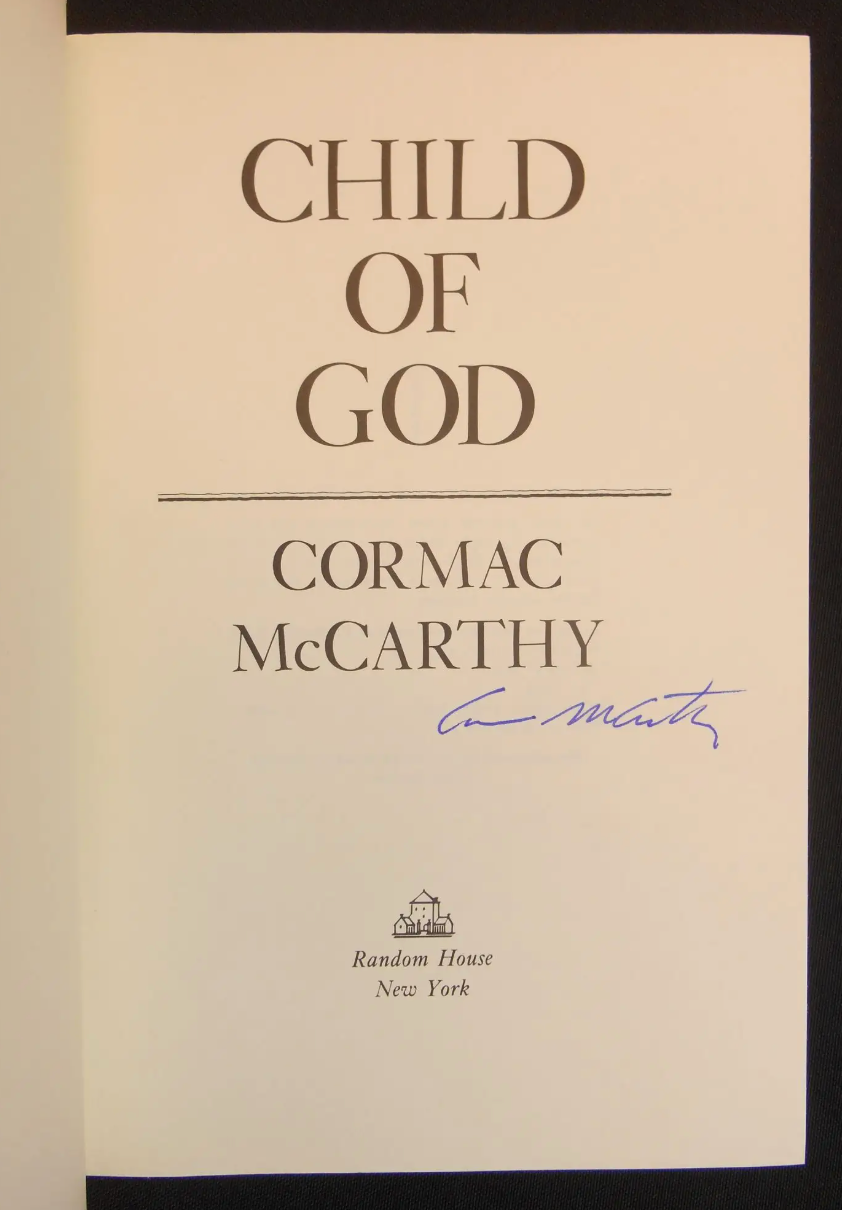 CHILD
OF
GOD
CORMAC
McCARTHY
Random House
New York